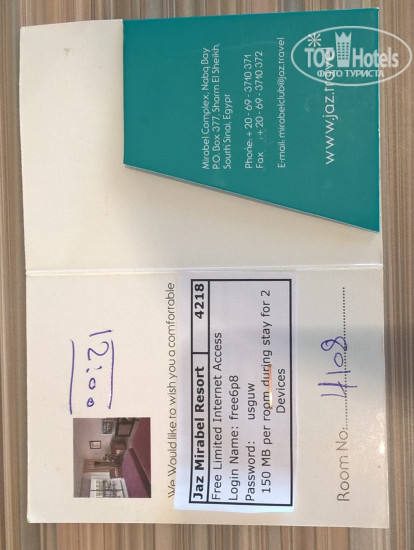 Mirabel Complex, Nabq Bay
P.O. Box 377, Sharm El Sheikh,
South Sinai, Egypt
Phone: + 20 - 69 - 3710 371
Fax : + 20 - 69 - 3710 372
E-mail: mirabelclub@jaz.travel
www.jaz.travel
TOP Hotels
ФОТО ТУРИСТА
12:00
We Would like to wish you a comfortable
Jaz Mirabel Resort 4218
Free Limited Internet Access
Login Name: free6p8
Password: usguw
150 MB per room during stay for 2
Devices
Room No:.....4108.....